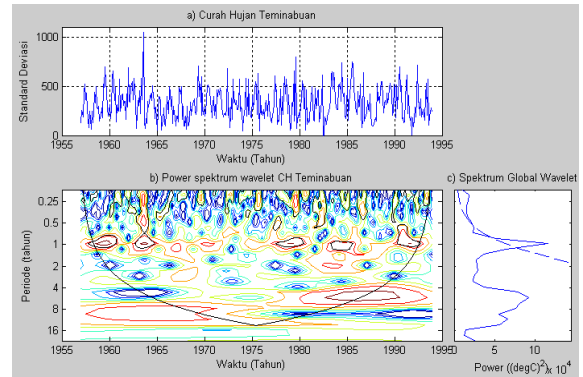 a) Curah Hujan Teminabuan
Standard Deviasi
1000
500
0
1955 1960 1965 1970 1975 1980 1985 1990 1995
Waktu (Tahun)
b) Power spektrum wavelet CH Teminabuan
Periode (tahun)
0.25
0.5
1
2
4
8
16
1955 1960 1965 1970 1975 1980 1985 1990 1995
Waktu (Tahun)
c) Spektrum Global Wavelet
0 5 10
Power ((degC)²) x 10⁴